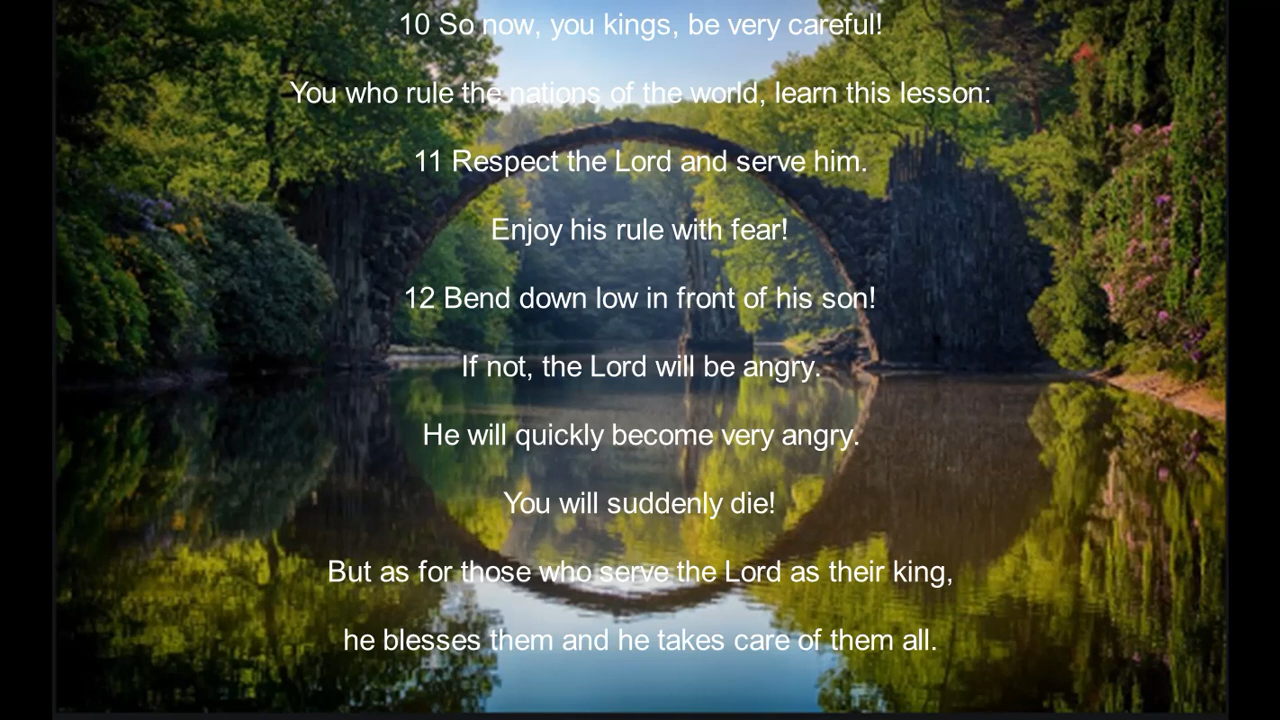 10 So now, you kings, be very careful!
You who rule the nations of the world, learn this lesson:
11 Respect the Lord and serve him.
Enjoy his rule with fear!
12 Bend down low in front of his son!
If not, the Lord will be angry.
He will quickly become very angry.
You will suddenly die!
But as for those who serve the Lord as their king,
he blesses them and he takes care of them all.